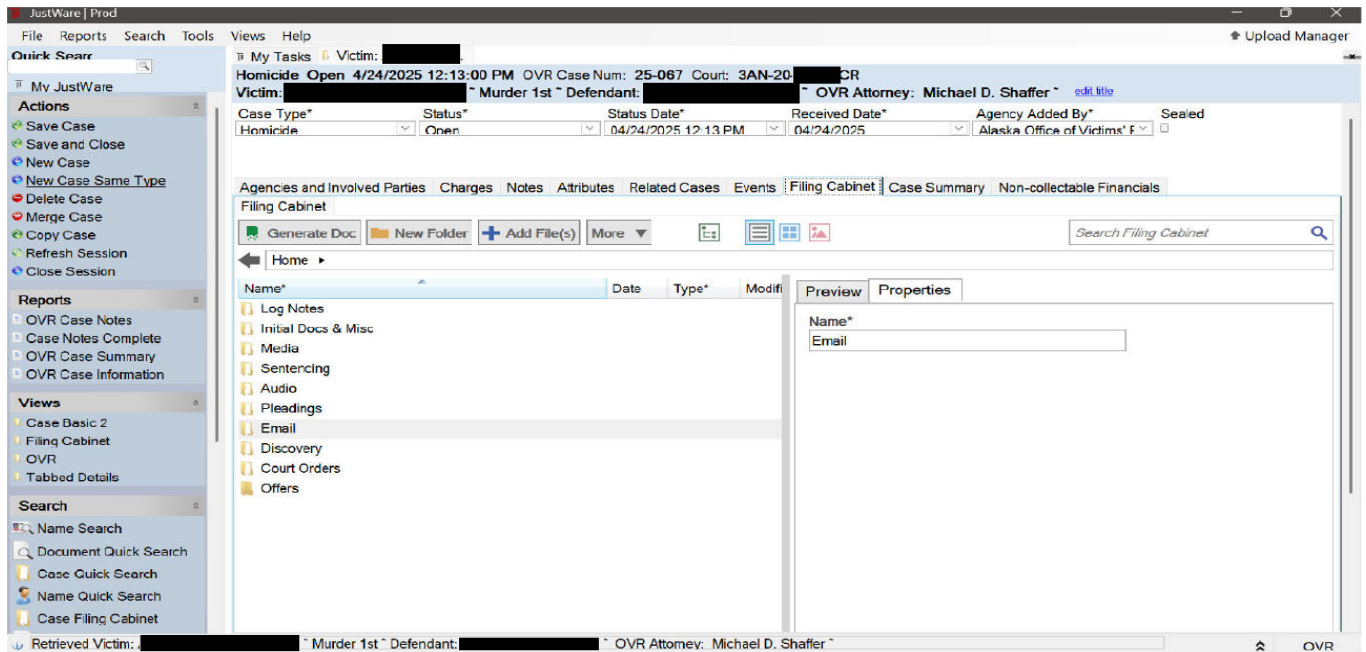 JustWare | Prod
File Reports Search Tools Views Help
Upload Manager
Quick Searc
My JustWare
Actions
Save Case
Save and Close
New Case
New Case Same Type
Delete Case
Merge Case
Copy Case
Refresh Session
Close Session
Reports
OVR Case Notes
Case Notes Complete
OVR Case Summary
OVR Case Information
Views
Case Basic 2
Filing Cabinet
OVR
Tabbed Details
Search
Name Search
Document Quick Search
Case Quick Search
Name Quick Search
Case Filing Cabinet
My Tasks Victim:
Homicide Open 4/24/2025 12:13:00 PM OVR Case Num: 25-067 Court: 3AN-20- CR
Victim: ~ Murder 1st ~ Defendant: ~ OVR Attorney: Michael D. Shaffer ~ edit title
Case Type* Status* Status Date* Received Date* Agency Added By* Sealed
Homicide Open 04/24/2025 12:13 PM 04/24/2025 Alaska Office of Victims'
Agencies and Involved Parties Charges Notes Attributes Related Cases Events Filing Cabinet Case Summary Non-collectable Financials
Filing Cabinet
Generate Doc New Folder Add File(s) More Search Filing Cabinet
Home
Name* Date Type* Modifi
Log Notes
Initial Docs & Misc
Media
Sentencing
Audio
Pleadings
Email
Discovery
Court Orders
Offers
Preview Properties
Name*
Email
Retrieved Victim: ~ Murder 1st ~ Defendant: ~ OVR Attorney: Michael D. Shaffer ~
OVR